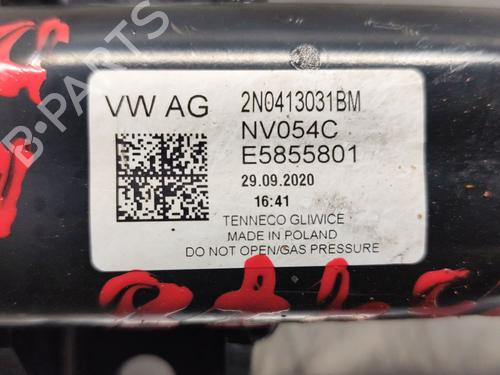 VW AG 2N0413031BM
NV054C
E5855801
29.09.2020
16:41
TENNECO GLIWICE
MADE IN POLAND
DO NOT OPEN/GAS PRESSURE